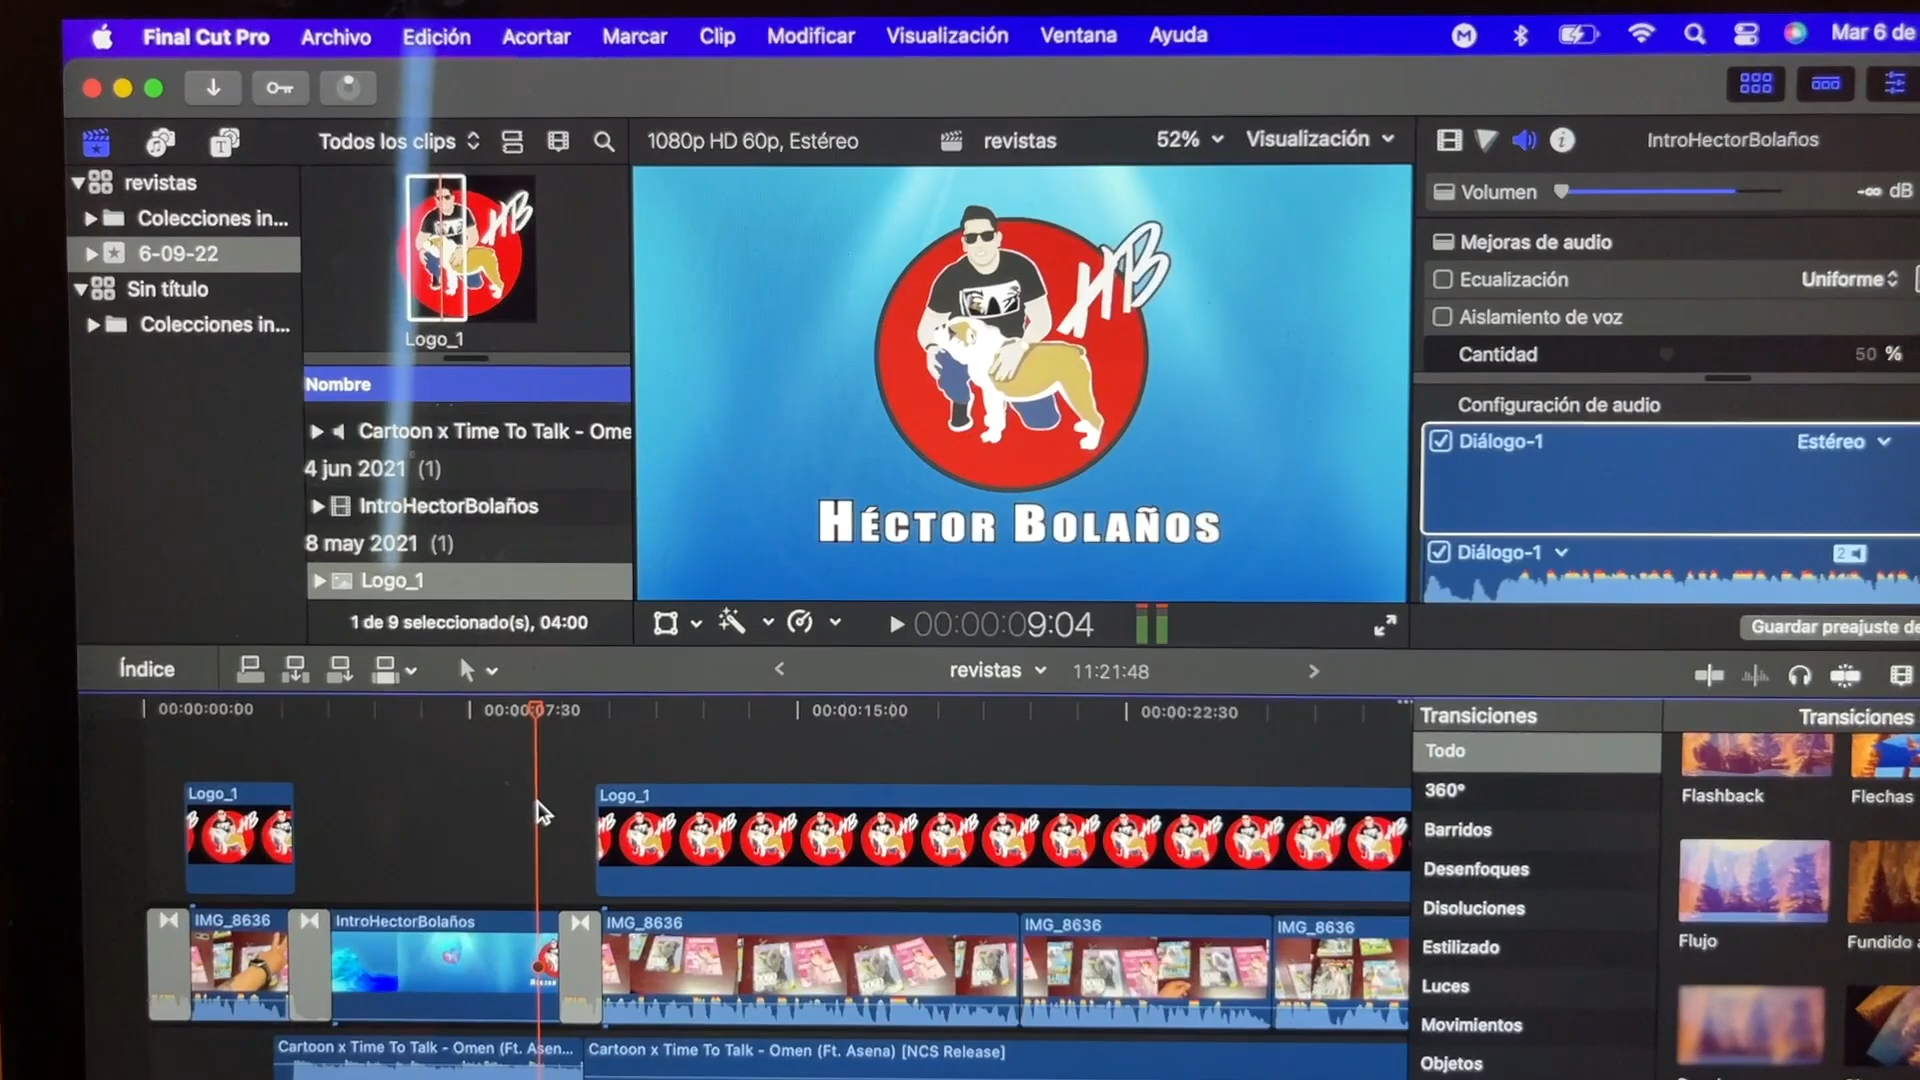 Final Cut Pro Archivo Edición Acortar Marcar Clip Modificar Visualización Ventana Ayuda Mar 6 de
Todos los clips
1080p HD 60p, Estéreo revistas 52% Visualización
IntroHectorBolaños
revistas
Colecciones in...
6-09-22
Sin título
Colecciones in...
HB
Logo_1
Nombre
Cartoon x Time To Talk - Ome
4 jun 2021 (1)
IntroHectorBolaños
8 may 2021 (1)
Logo_1
1 de 9 seleccionado(s), 04:00
HB
HÉCTOR BOLAÑOS
00:00:09:04
Volumen -∞ dB
Mejoras de audio
Ecualización Uniforme
Aislamiento de voz
Cantidad 50 %
Configuración de audio
Diálogo-1 Estéreo
Diálogo-1 2
Guardar preajuste de
Índice revistas 11:21:48
00:00:00:00 00:00:07:30 00:00:15:00 00:00:22:30
Logo_1 Logo_1
IMG_8636 IntroHectorBolaños IMG_8636 IMG_8636 IMG_8636
Cartoon x Time To Talk - Omen (Ft. Asen... Cartoon x Time To Talk - Omen (Ft. Asena) [NCS Release]
Transiciones Transiciones
Todo
360°
Barridos
Desenfoques
Disoluciones
Estilizado
Luces
Movimientos
Objetos
Flashback Flechas
Flujo Fundido a